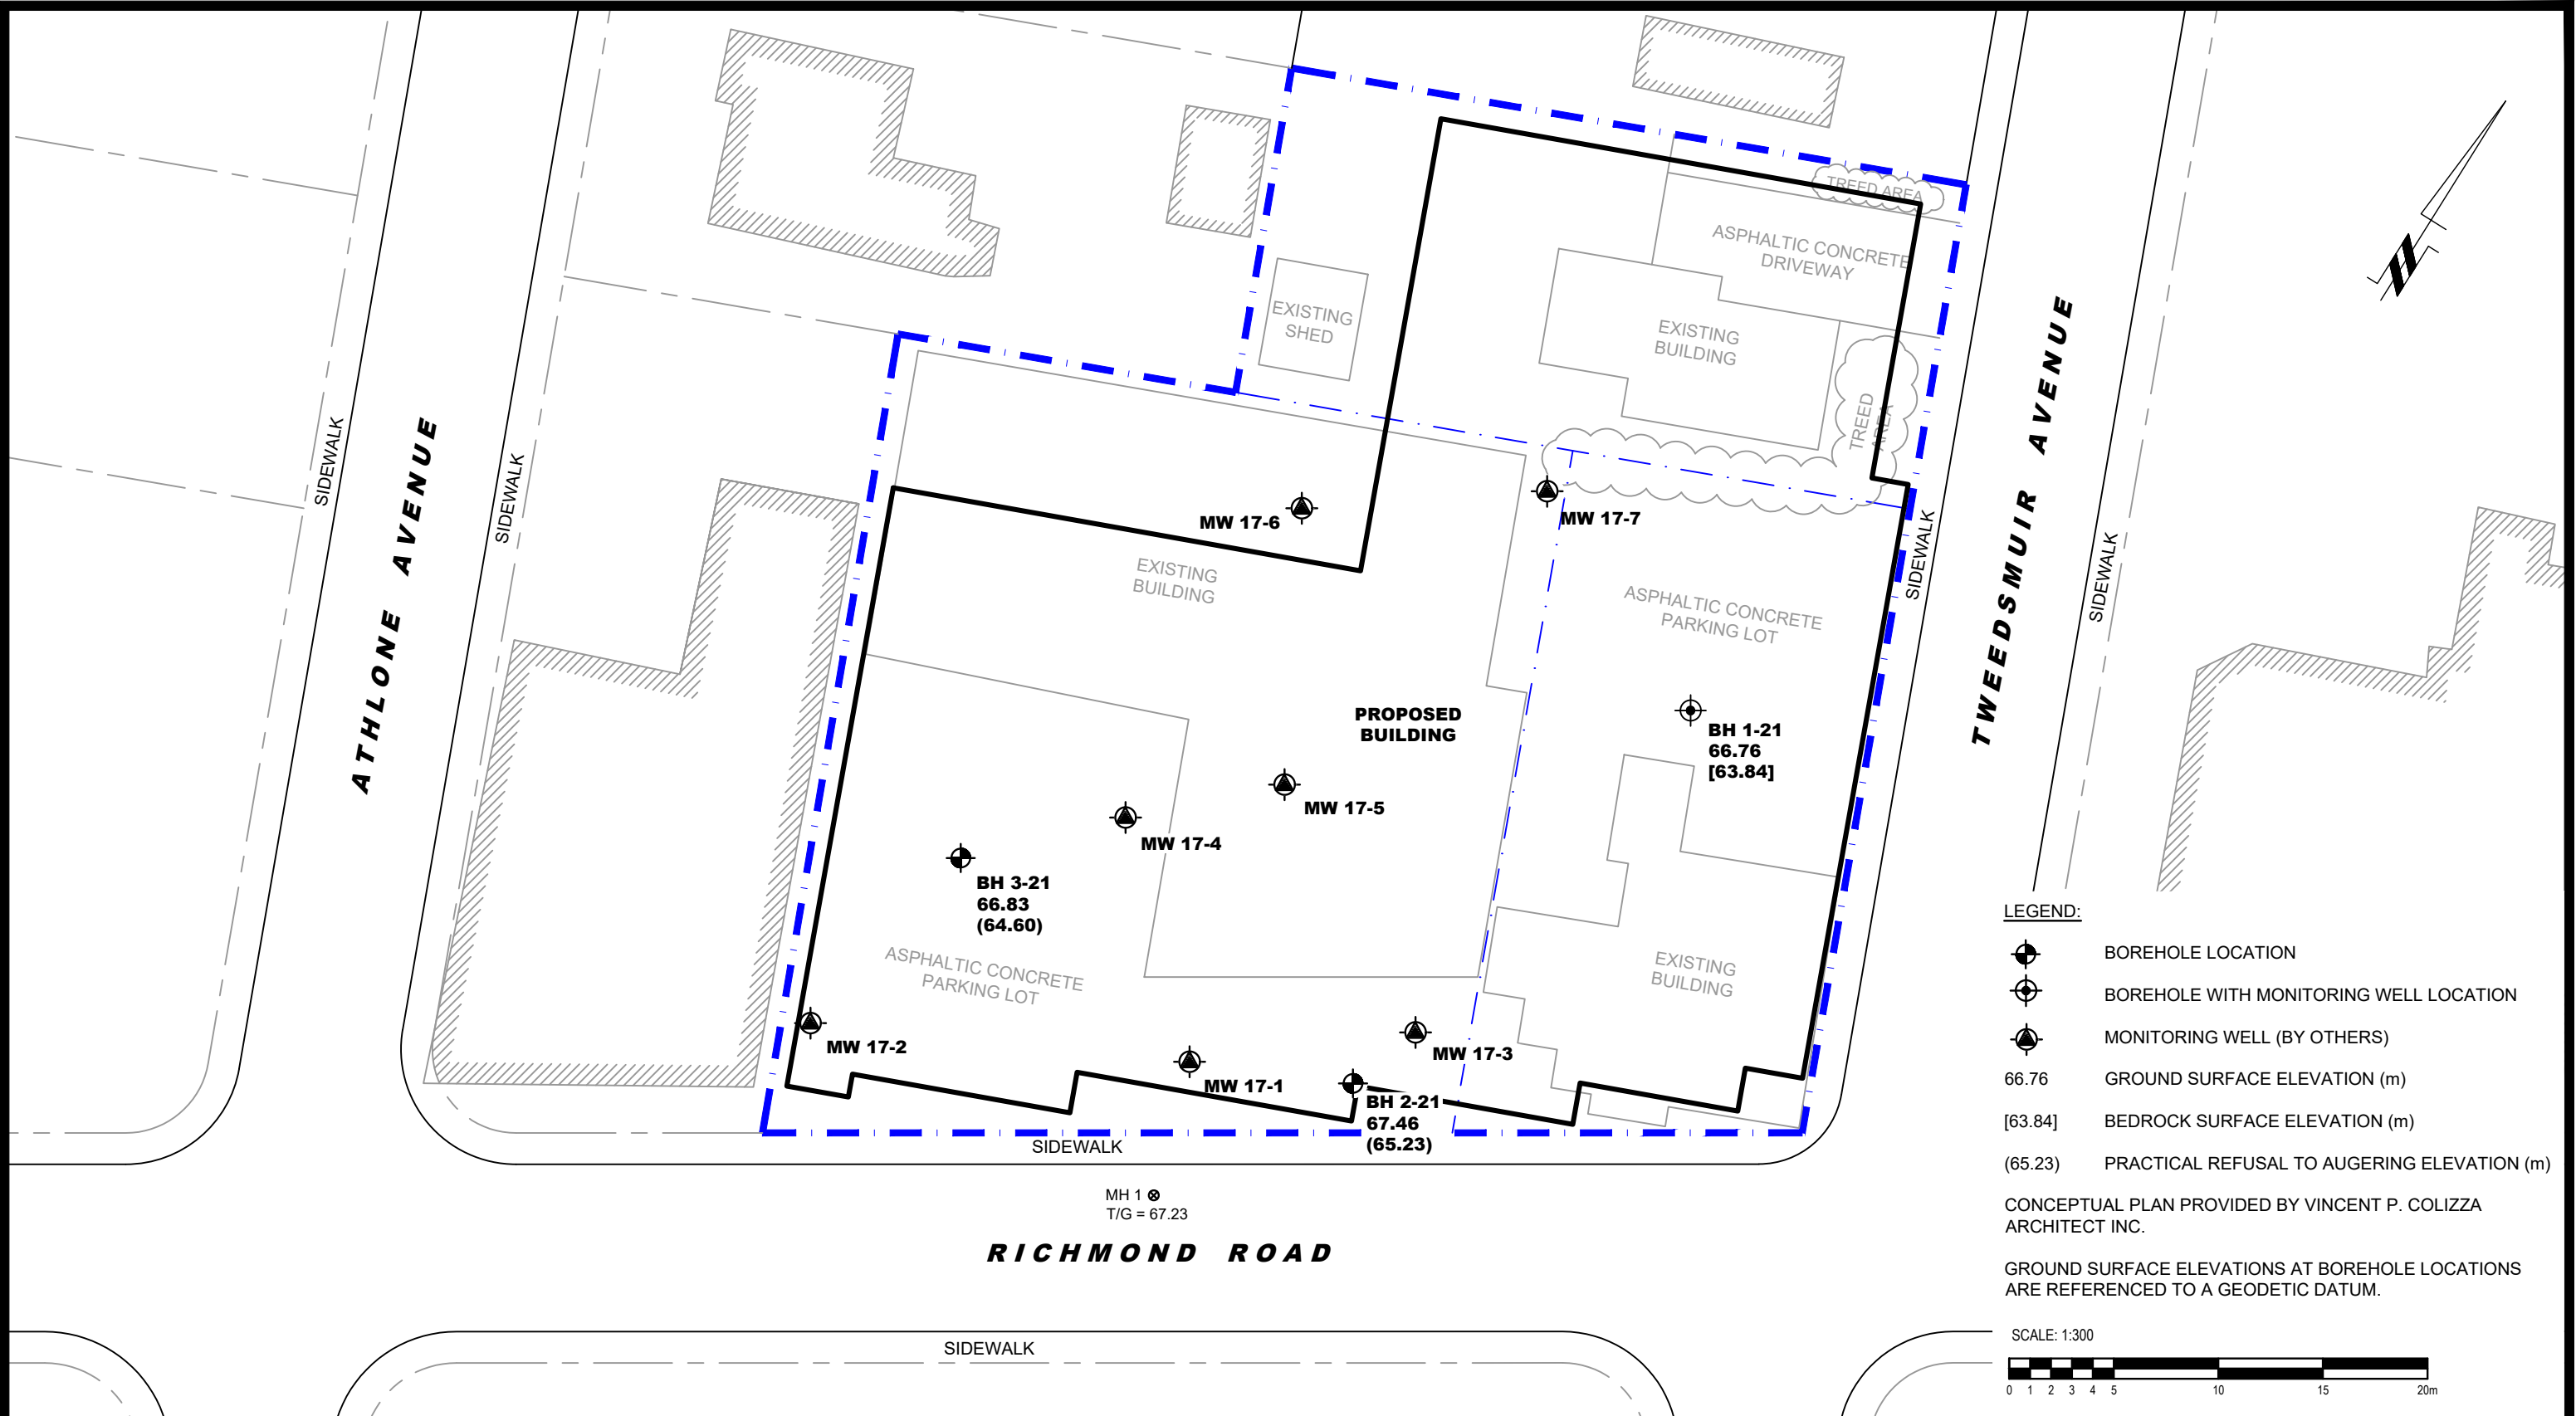 TREED AREA
ASPHALTIC CONCRETE
DRIVEWAY
EXISTING
SHED
EXISTING
BUILDING
TREED
AREA
SIDEWALK
ATHLONE AVENUE
SIDEWALK
MW 17-6
MW 17-7
EXISTING
BUILDING
ASPHALTIC CONCRETE
PARKING LOT
SIDEWALK
TWEEDSMUIR AVENUE
SIDEWALK
PROPOSED
BUILDING
BH 1-21
66.76
[63.84]
MW 17-5
MW 17-4
BH 3-21
66.83
(64.60)
ASPHALTIC CONCRETE
PARKING LOT
EXISTING
BUILDING
MW 17-2
MW 17-1
MW 17-3
BH 2-21
67.46
(65.23)
SIDEWALK
MH 1
T/G = 67.23
RICHMOND ROAD
SIDEWALK
LEGEND:
BOREHOLE LOCATION
BOREHOLE WITH MONITORING WELL LOCATION
MONITORING WELL (BY OTHERS)
66.76 GROUND SURFACE ELEVATION (m)
[63.84] BEDROCK SURFACE ELEVATION (m)
(65.23) PRACTICAL REFUSAL TO AUGERING ELEVATION (m)
CONCEPTUAL PLAN PROVIDED BY VINCENT P. COLIZZA
ARCHITECT INC.
GROUND SURFACE ELEVATIONS AT BOREHOLE LOCATIONS
ARE REFERENCED TO A GEODETIC DATUM.
SCALE: 1:300
0 1 2 3 4 5 10 15 20m